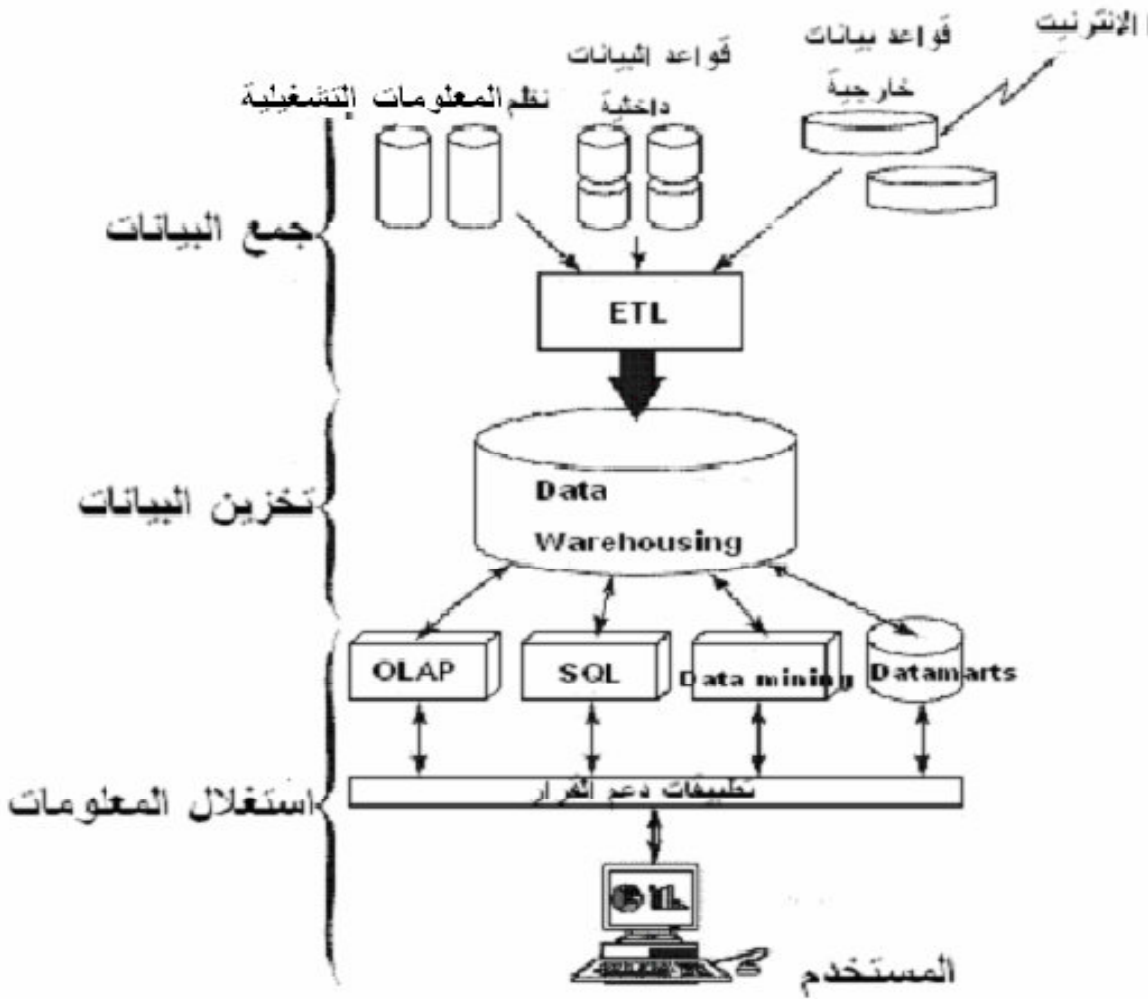 الإنترنيت
قواعد بيانات
خارجية
قواعد البيانات
داخلية
نظم المعلومات التشغيلية
جمع البيانات
ETL
تخزين البيانات
Data
Warehousing
OLAP
SQL
Data mining
Datamarts
استغلال المعلومات
تطبيقات دعم القرار
المستخدم